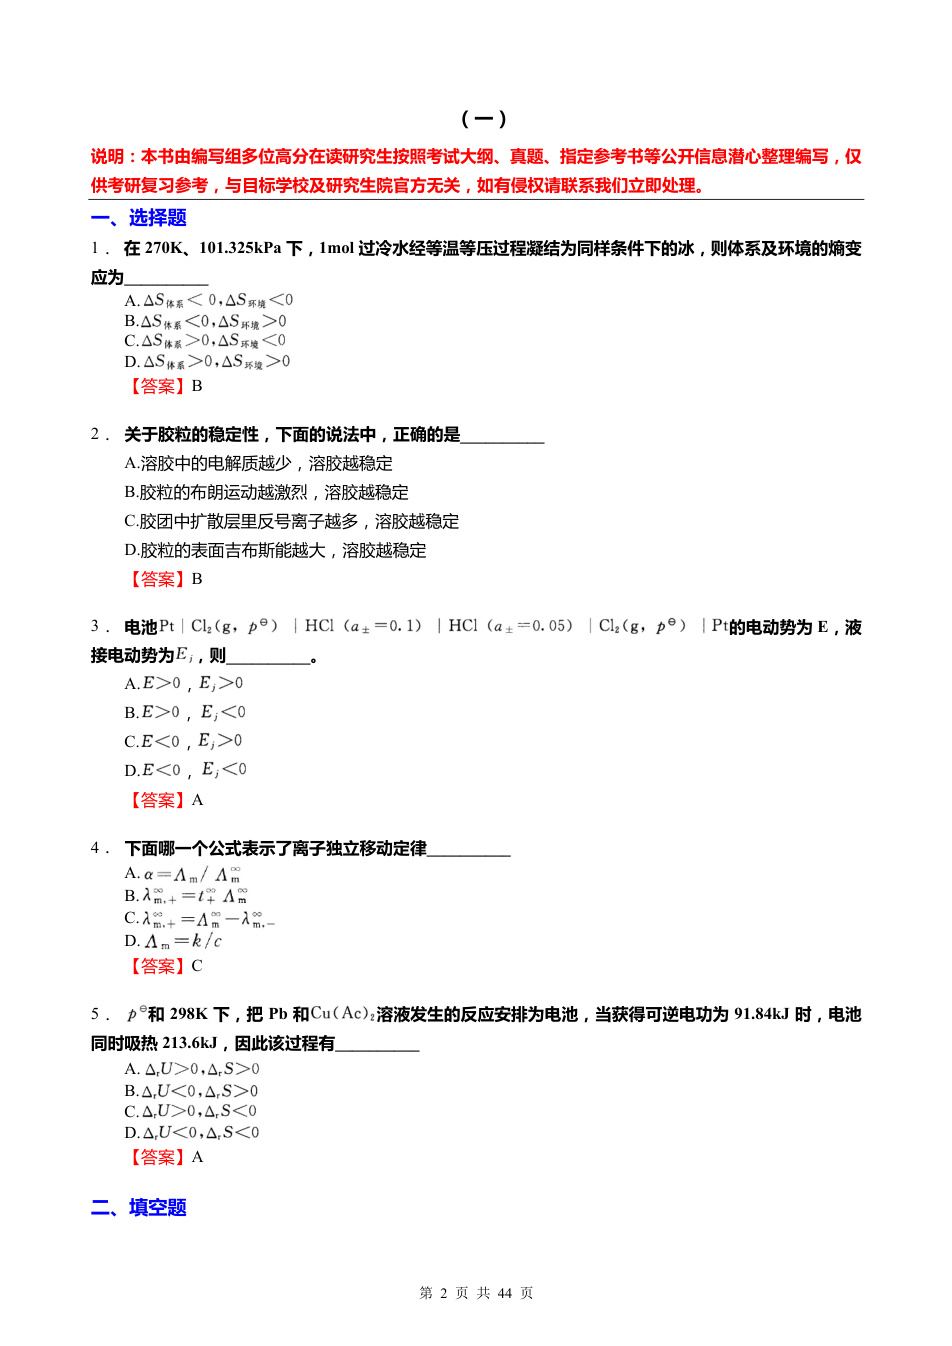 （一）
说明：本书由编写组多位高分在读研究生按照考试大纲、真题、指定参考书等公开信息潜心整理编写，仅
供考研复习参考，与目标学校及研究生院官方无关，如有侵权请联系我们立即处理。
一、选择题
1． 在 270K、101.325kPa 下，1mol 过冷水经等温等压过程凝结为同样条件下的冰，则体系及环境的熵变
应为__________
A. ΔS体系＜0,ΔS环境＜0
B.ΔS体系＜0,ΔS环境＞0
C.ΔS体系＞0,ΔS环境＜0
D. ΔS体系＞0,ΔS环境＞0
【答案】B
2． 关于胶粒的稳定性，下面的说法中，正确的是__________
A.溶胶中的电解质越少，溶胶越稳定
B.胶粒的布朗运动越激烈，溶胶越稳定
C.胶团中扩散层里反号离子越多，溶胶越稳定
D.胶粒的表面吉布斯能越大，溶胶越稳定
【答案】B
3． 电池Pt｜Cl₂(g，p⊖)｜HCl（a±=0.1)｜HCl（a±=0.05)｜Cl₂(g，p⊖)｜Pt的电动势为 E，液
接电动势为Ej，则__________。
A.E＞0，Ej＞0
B.E＞0，Ej＜0
C.E＜0，Ej＞0
D.E＜0，Ej＜0
【答案】A
4． 下面哪一个公式表示了离子独立移动定律__________
A. α＝Λm/Λm∞
B. λ∞m,+＝t+∞Λm∞
C. λ∞m,+＝Λm∞－λ∞m,-
D. Λm＝k/c
【答案】C
5． p⊖和 298K 下，把 Pb 和Cu(Ac)₂溶液发生的反应安排为电池，当获得可逆电功为 91.84kJ 时，电池
同时吸热 213.6kJ，因此该过程有__________
A. ΔrU＞0,ΔrS＞0
B.ΔrU＜0,ΔrS＞0
C.ΔrU＞0,ΔrS＜0
D.ΔrU＜0,ΔrS＜0
【答案】A
二、填空题
第 2 页 共 44 页